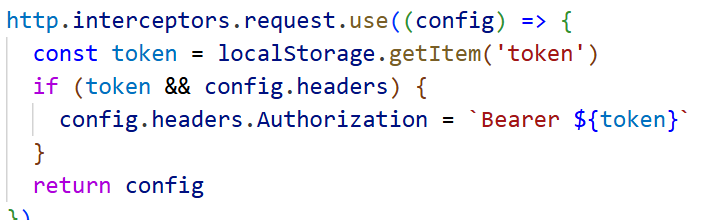 http.interceptors.request.use((config) => {
  const token = localStorage.getItem('token')
  if (token && config.headers) {
    config.headers.Authorization = `Bearer ${token}`
  }
  return config
})